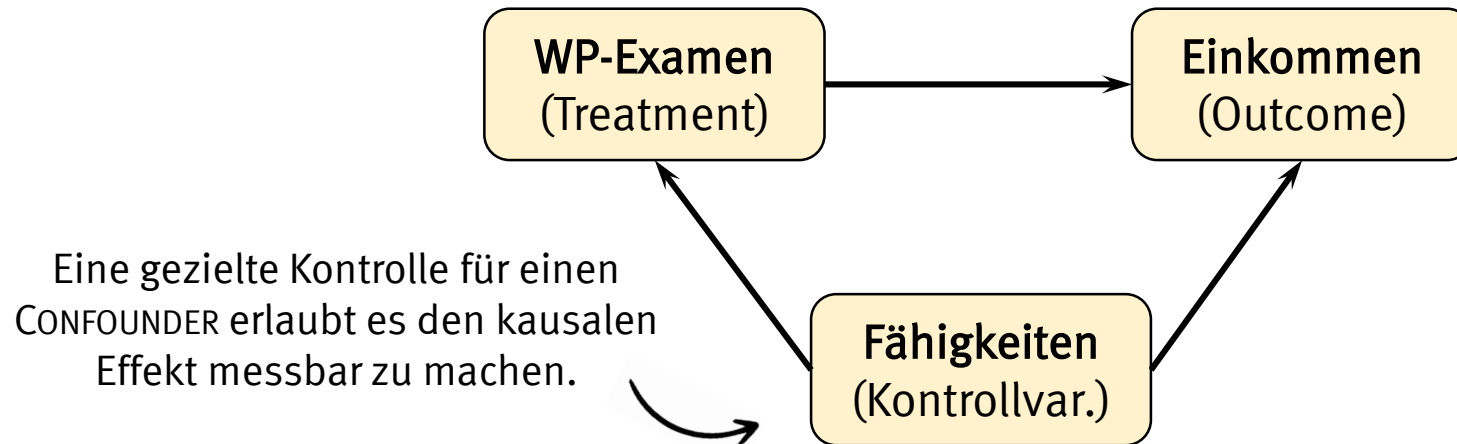 WP-Examen
(Treatment)
Einkommen
(Outcome)
Eine gezielte Kontrolle für einen
CONFOUNDER erlaubt es den kausalen
Effekt messbar zu machen.
Fähigkeiten
(Kontrollvar.)